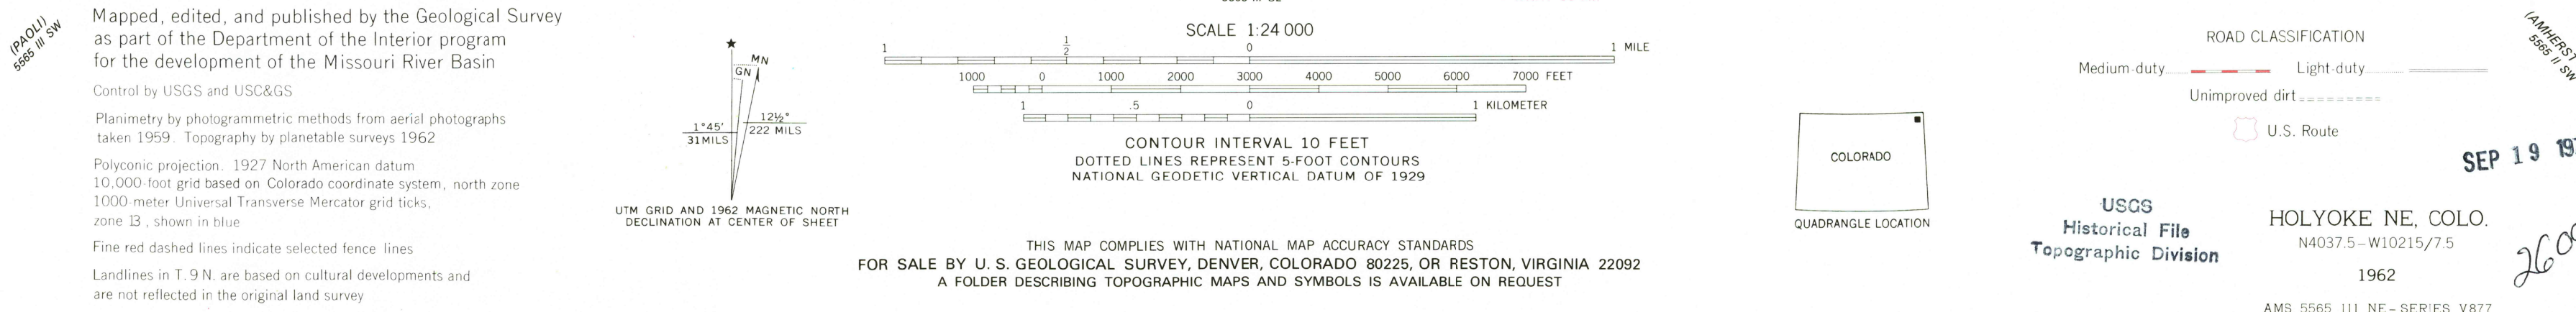 (PAOLI)
5565 III SW
Mapped, edited, and published by the Geological Survey
as part of the Department of the Interior program
for the development of the Missouri River Basin
Control by USGS and USC&GS
Planimetry by photogrammetric methods from aerial photographs
taken 1959. Topography by planetable surveys 1962
Polyconic projection. 1927 North American datum
10,000-foot grid based on Colorado coordinate system, north zone
1000-meter Universal Transverse Mercator grid ticks,
zone 13, shown in blue
Fine red dashed lines indicate selected fence lines
Landlines in T. 9 N. are based on cultural developments and
are not reflected in the original land survey
★
MN
GN
1°45′
31 MILS
12½°
222 MILS
UTM GRID AND 1962 MAGNETIC NORTH
DECLINATION AT CENTER OF SHEET
SCALE 1:24 000
1 ½ 0 1 MILE
1000 0 1000 2000 3000 4000 5000 6000 7000 FEET
1 .5 0 1 KILOMETER
CONTOUR INTERVAL 10 FEET
DOTTED LINES REPRESENT 5-FOOT CONTOURS
NATIONAL GEODETIC VERTICAL DATUM OF 1929
THIS MAP COMPLIES WITH NATIONAL MAP ACCURACY STANDARDS
FOR SALE BY U. S. GEOLOGICAL SURVEY, DENVER, COLORADO 80225, OR RESTON, VIRGINIA 22092
A FOLDER DESCRIBING TOPOGRAPHIC MAPS AND SYMBOLS IS AVAILABLE ON REQUEST
COLORADO
QUADRANGLE LOCATION
ROAD CLASSIFICATION
Medium-duty Light-duty
Unimproved dirt
U.S. Route
(AMHERST)
5565 II SW
SEP 19 19
USGS
Historical File
Topographic Division
HOLYOKE NE, COLO.
N4037.5–W10215/7.5
1962
AMS 5565 III NE–SERIES V877